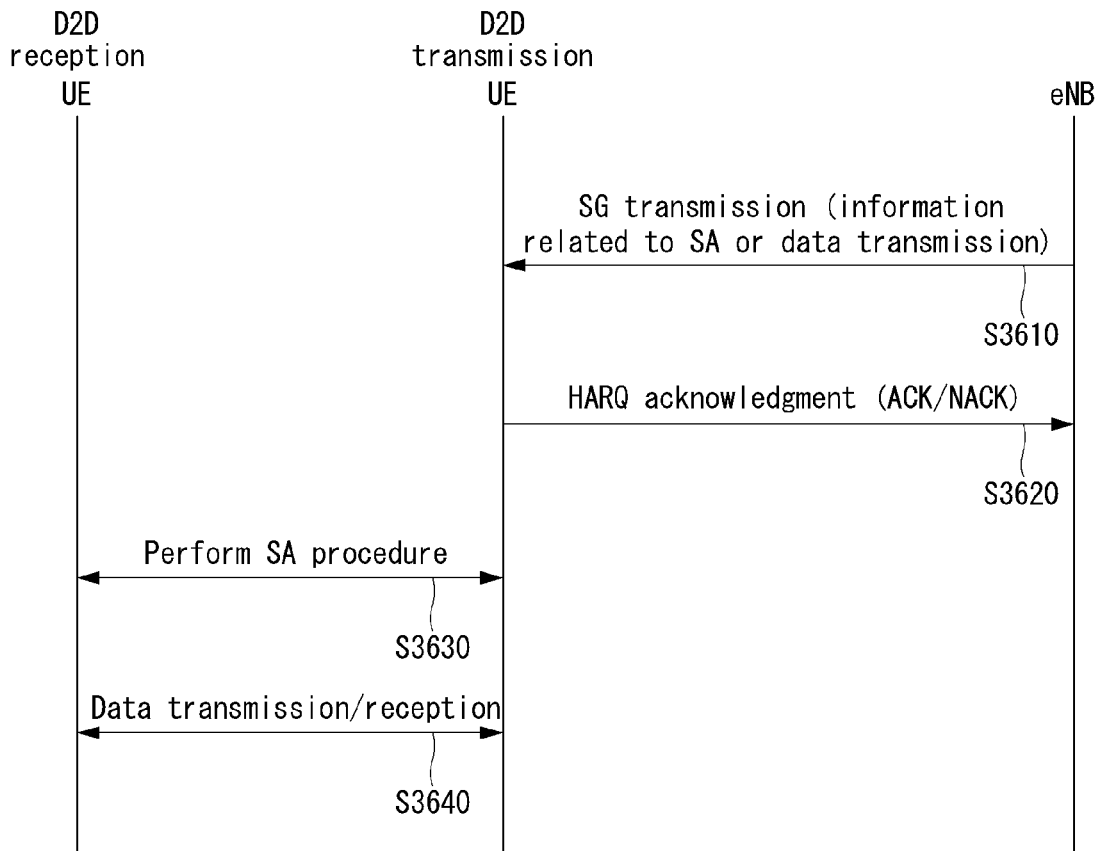 D2D
reception
UE
D2D
transmission
UE
eNB
SG transmission (information
related to SA or data transmission)
S3610
HARQ acknowledgment (ACK/NACK)
S3620
Perform SA procedure
S3630
Data transmission/reception
S3640